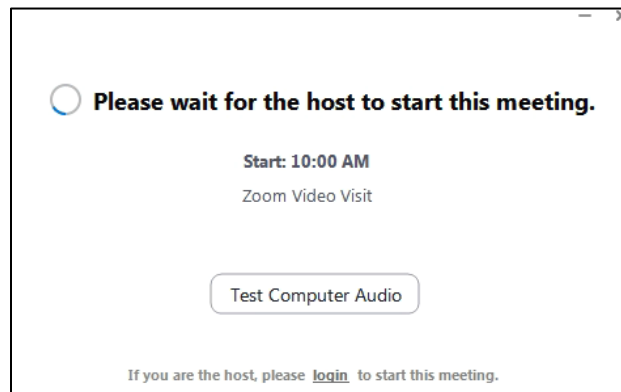 Please wait for the host to start this meeting.
Start: 10:00 AM
Zoom Video Visit
Test Computer Audio
If you are the host, please login to start this meeting.